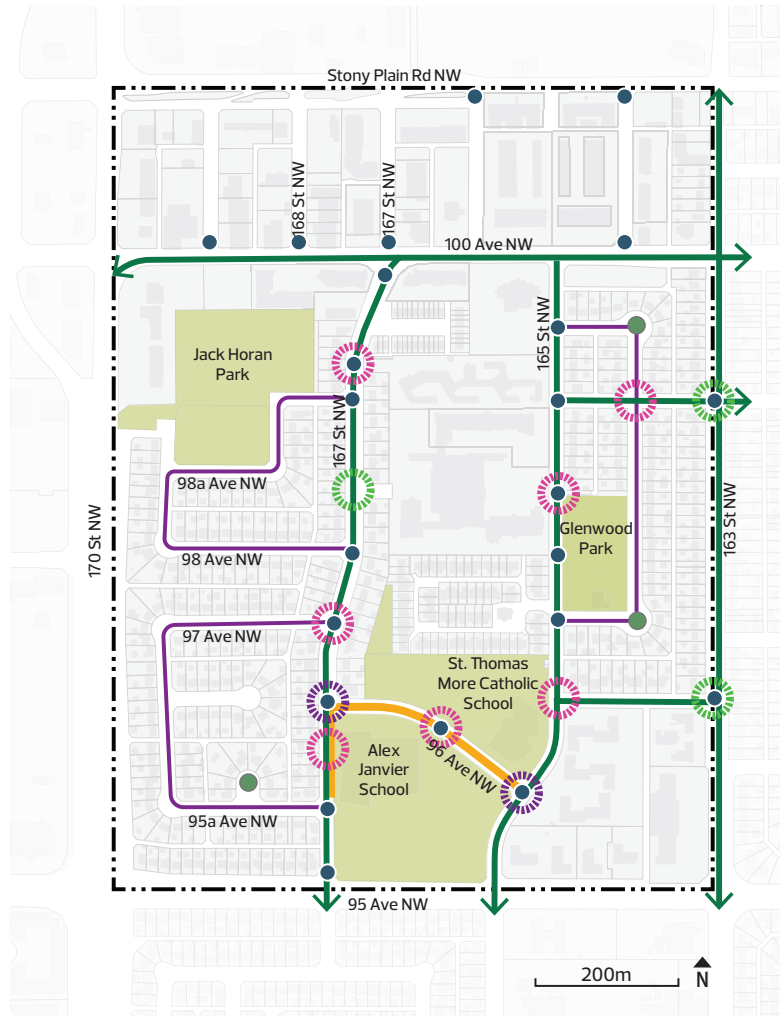 Stony Plain Rd NW
168 St NW
167 St NW
100 Ave NW
165 St NW
Jack Horan
Park
167 St NW
98a Ave NW
Glenwood
Park
170 St NW
163 St NW
98 Ave NW
97 Ave NW
St. Thomas
More Catholic
School
Alex
Janvier
School
96 Ave NW
95a Ave NW
95 Ave NW
200m
N